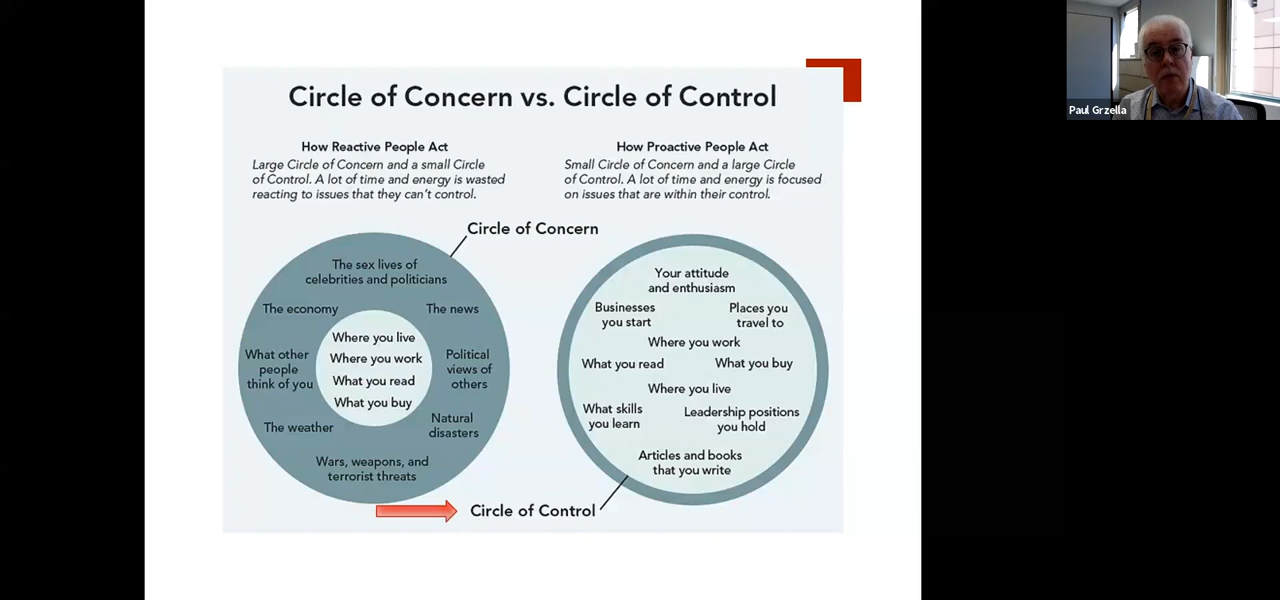 Circle of Concern vs. Circle of Control
How Reactive People Act
Large Circle of Concern and a small Circle
of Control. A lot of time and energy is wasted
reacting to issues that they can't control.
How Proactive People Act
Small Circle of Concern and a large Circle
of Control. A lot of time and energy is focused
on issues that are within their control.
Circle of Concern
The sex lives of
celebrities and politicians
The economy
The news
What other
people
think of you
Where you live
Where you work
What you read
What you buy
Political
views of
others
The weather
Natural
disasters
Wars, weapons, and
terrorist threats
Your attitude
and enthusiasm
Businesses
you start
Places you
travel to
Where you work
What you read
What you buy
Where you live
What skills
you learn
Leadership positions
you hold
Articles and books
that you write
Circle of Control
Paul Grzella